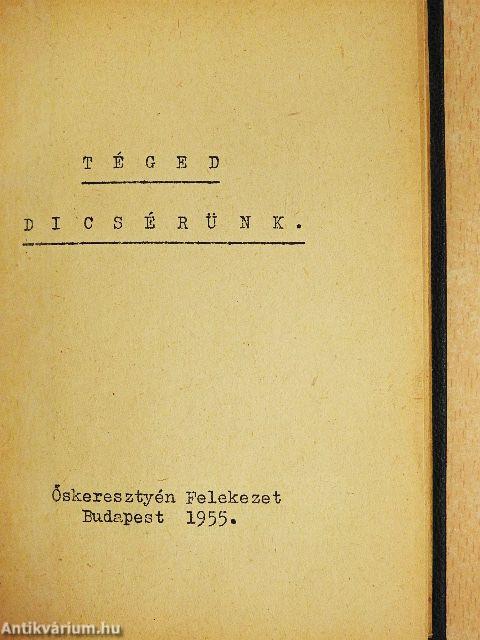 T É G E D
D I C S É R Ü N K .
Őskeresztyén Felekezet
Budapest 1955.
Antikvárium.hu